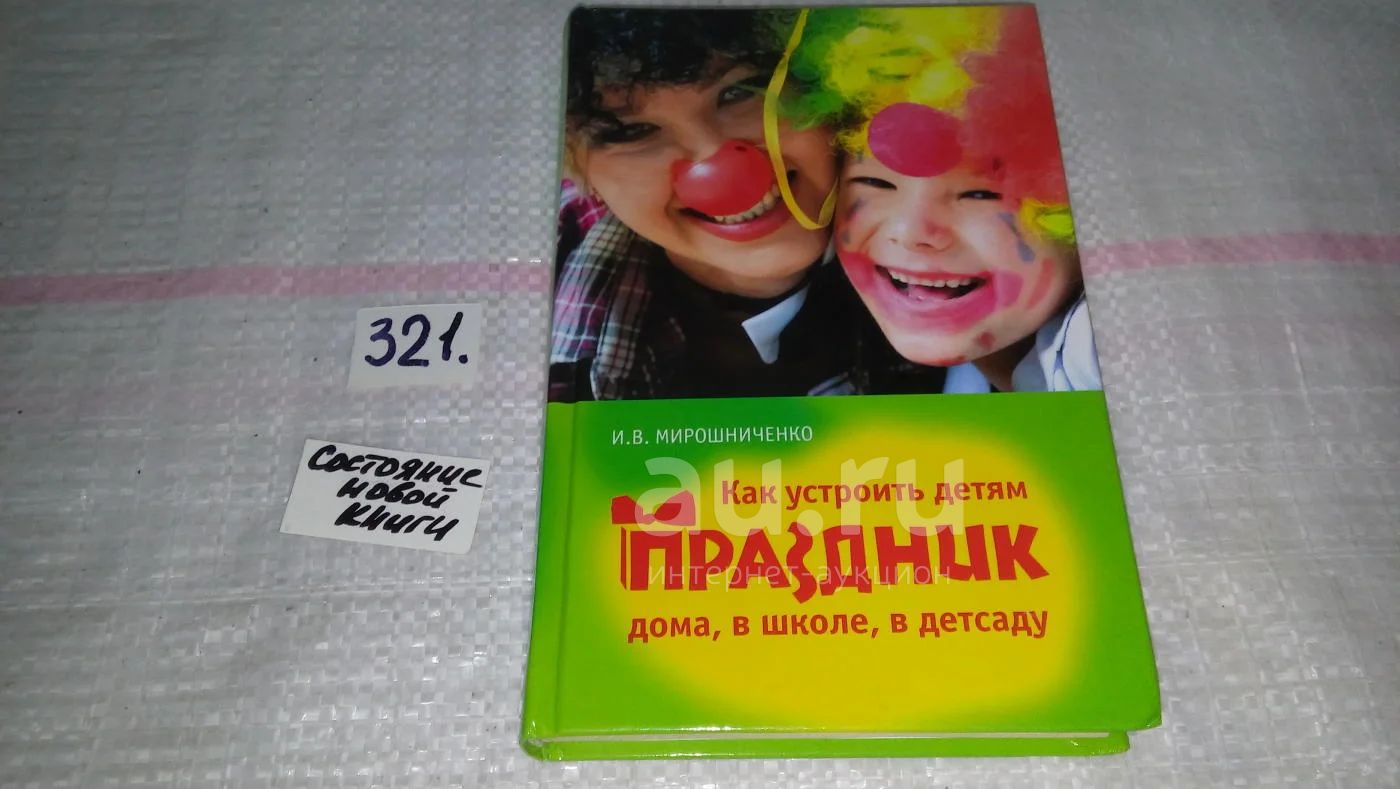 321.
Состояние
новой
книги
И.В. МИРОШНИЧЕНКО
Как устроить детям
ПРАЗДНИК
дома, в школе, в детсаду
au.ru
интернет-аукцион